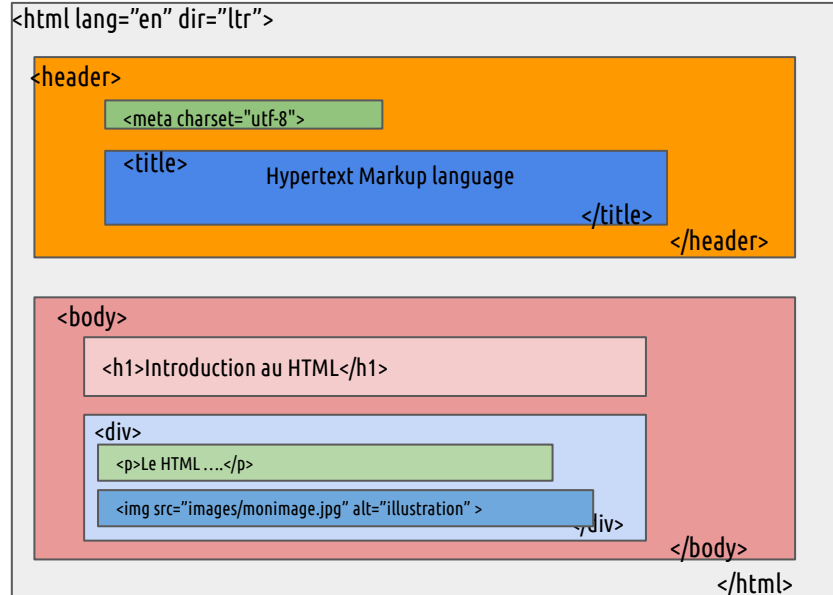 <html lang=”en” dir=”ltr”>
<header>
<meta charset="utf-8">
<title>
Hypertext Markup language
</title>
</header>
<body>
<h1>Introduction au HTML</h1>
<div>
<p>Le HTML ….</p>
<img src=”images/monimage.jpg” alt=”illustration” >
</div>
</body>
</html>